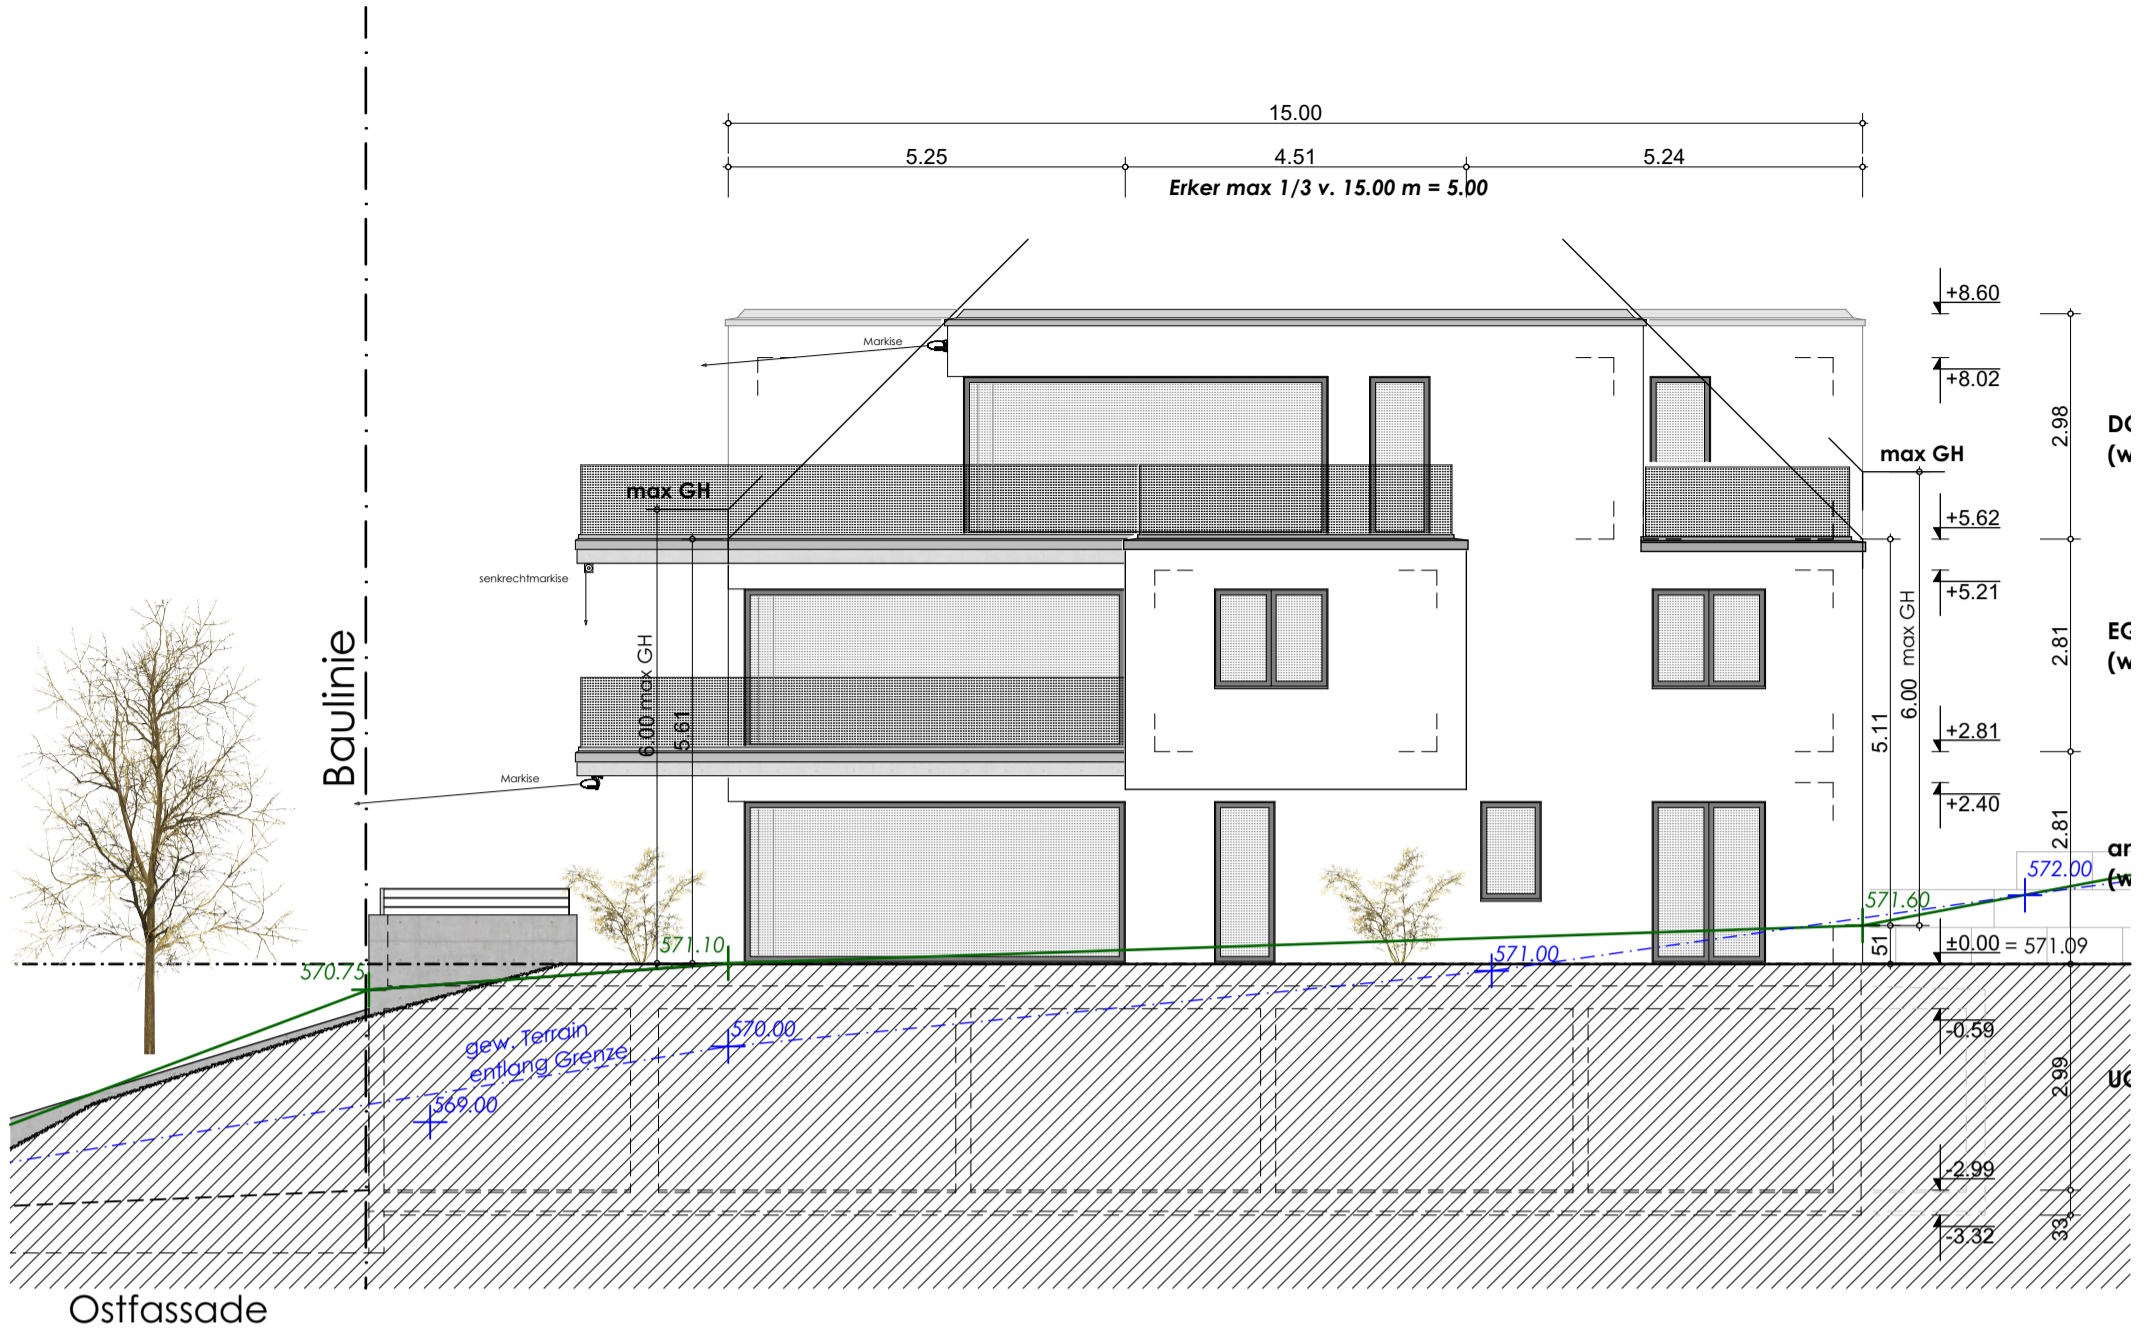 15.00
5.25
4.51
5.24
Erker max 1/3 v. 15.00 m = 5.00
+8.60
Markise
+8.02
2.98
max GH
max GH
+5.62
senkrechtmarkise
+5.21
Baulinie
6.00 max GH
5.61
6.00 max GH
5.11
2.81
+2.81
Markise
+2.40
2.81
572.00
571.60
571.10
571.00
±0.00 = 571.09
51
570.75
570.00
gew. Terrain
entlang Grenze
569.00
-0.59
2.99
-2.99
-3.32
33
Ostfassade